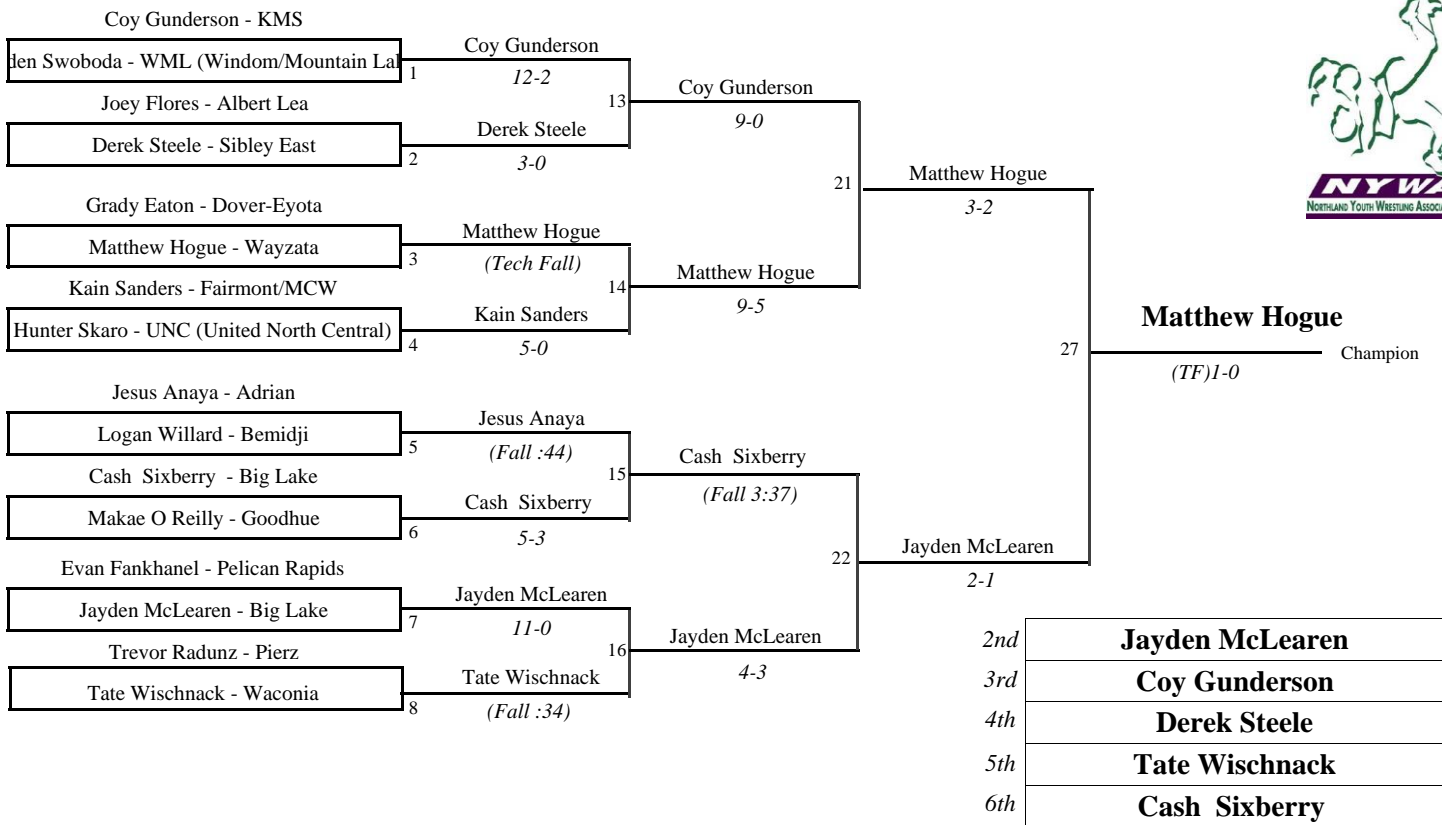 Coy Gunderson - KMS
den Swoboda - WML (Windom/Mountain Lal
1
Coy Gunderson
12-2
Joey Flores - Albert Lea
Derek Steele - Sibley East
2
Derek Steele
3-0
13
Coy Gunderson
9-0
Grady Eaton - Dover-Eyota
Matthew Hogue - Wayzata
3
Matthew Hogue
(Tech Fall)
Kain Sanders - Fairmont/MCW
Hunter Skaro - UNC (United North Central)
4
Kain Sanders
5-0
14
Matthew Hogue
9-5
21
Matthew Hogue
3-2
Jesus Anaya - Adrian
Logan Willard - Bemidji
5
Jesus Anaya
(Fall :44)
Cash Sixberry - Big Lake
Makae O Reilly - Goodhue
6
Cash Sixberry
5-3
15
Cash Sixberry
(Fall 3:37)
Evan Fankhanel - Pelican Rapids
Jayden McLearen - Big Lake
7
Jayden McLearen
11-0
Trevor Radunz - Pierz
Tate Wischnack - Waconia
8
Tate Wischnack
(Fall :34)
16
Jayden McLearen
4-3
22
Jayden McLearen
2-1
27
Matthew Hogue
(TF)1-0
Champion
NYWA
NORTHLAND YOUTH WRESTLING ASSOC
2nd Jayden McLearen
3rd Coy Gunderson
4th Derek Steele
5th Tate Wischnack
6th Cash Sixberry